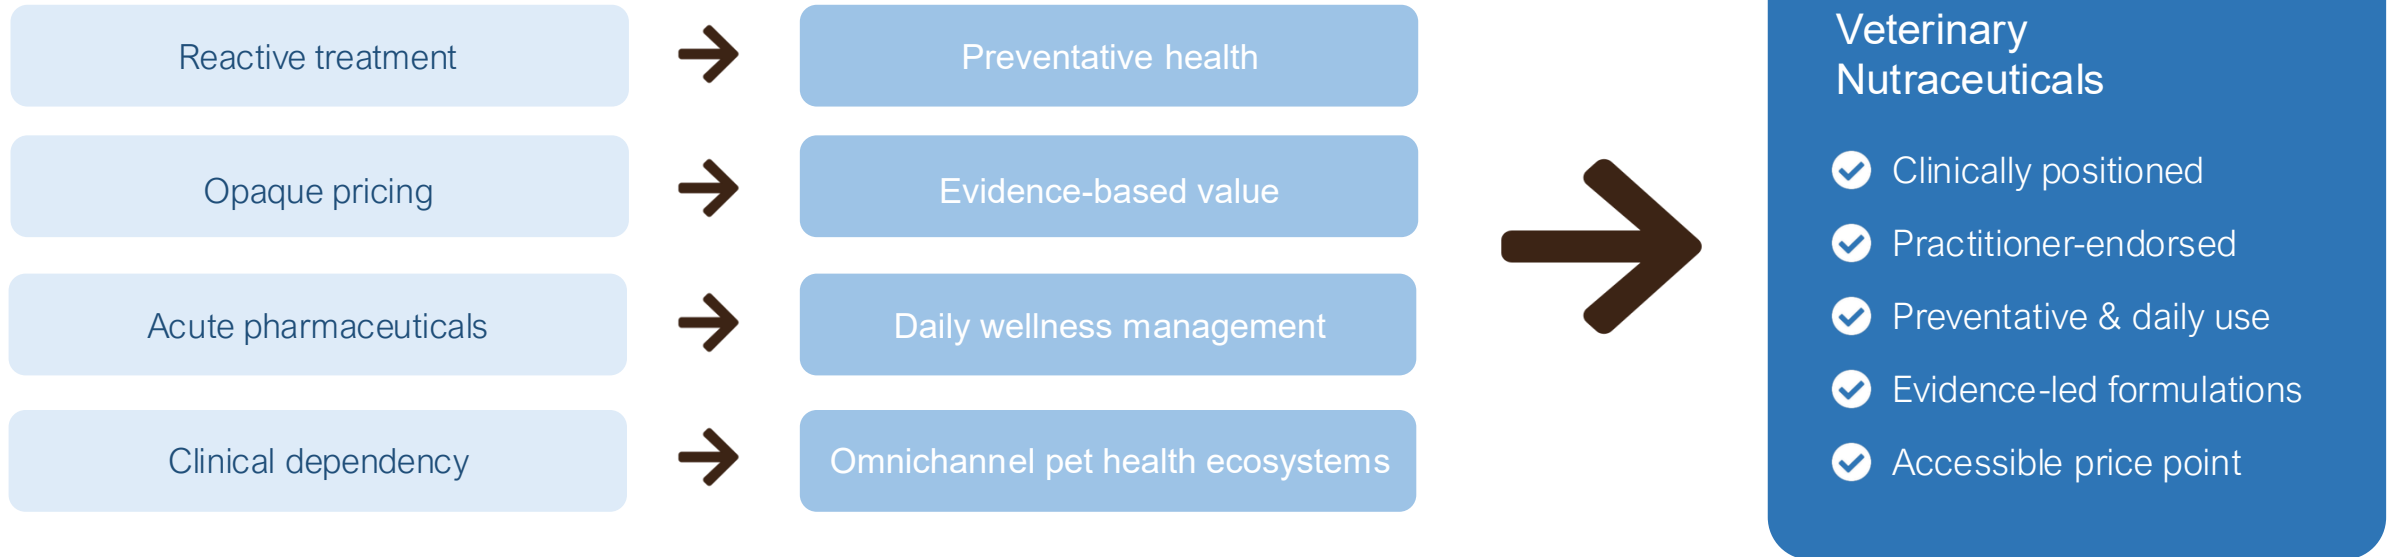 Reactive treatment
Preventative health
Opaque pricing
Evidence-based value
Acute pharmaceuticals
Daily wellness management
Clinical dependency
Omnichannel pet health ecosystems
Veterinary
Nutraceuticals
Clinically positioned
Practitioner-endorsed
Preventative & daily use
Evidence-led formulations
Accessible price point